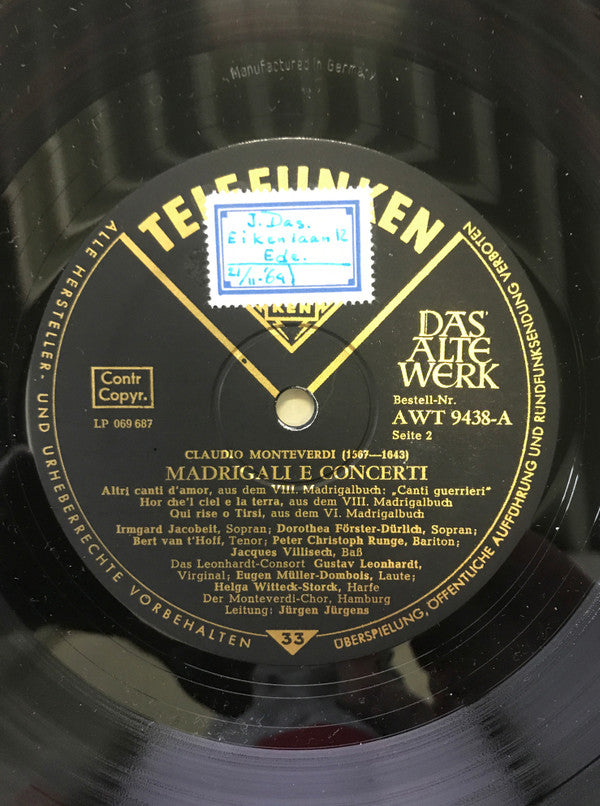 Manufactured in Germany
TELEFUNKEN
J. Das.
Eikenlaan 12
Ede.
21/11-'69
KEN
DAS
ALTE
WERK
Contr
Copyr.
LP 069 687
Bestell-Nr.
AWT 9438-A
Seite 2
CLAUDIO MONTEVERDI (1567—1643)
MADRIGALI E CONCERTI
Altri canti d'amor, aus dem VIII. Madrigalbuch: „Canti guerrieri"
Hor che'l ciel e la terra, aus dem VIII. Madrigalbuch
Qui rise o Tirsi, aus dem VI. Madrigalbuch
Irmgard Jacobeit, Sopran; Dorothea Förster-Dürlich, Sopran;
Bert van t'Hoff, Tenor; Peter Christoph Runge, Bariton;
Jacques Villisech, Baß
Das Leonhardt-Consort Gustav Leonhardt,
Virginal; Eugen Müller-Dombois, Laute;
Helga Witteck-Storck, Harfe
Der Monteverdi-Chor, Hamburg
Leitung: Jürgen Jürgens
33
ALLE HERSTELLER- UND URHEBERRECHTE VORBEHALTEN
ÜBERSPIELUNG, ÖFFENTLICHE AUFFÜHRUNG UND RUNDFUNKSENDUNG VERBOTEN